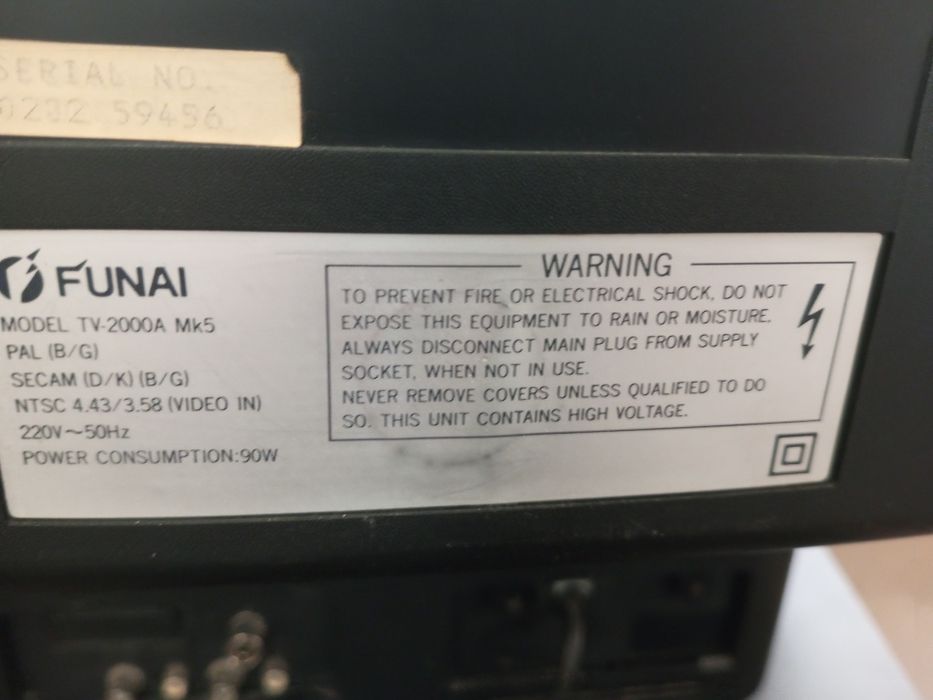 SERIAL NO.
59456
FUNAI
MODEL TV-2000A Mk5
PAL (B/G)
SECAM (D/K) (B/G)
NTSC 4.43/3.58 (VIDEO IN)
220V~50Hz
POWER CONSUMPTION:90W
WARNING
TO PREVENT FIRE OR ELECTRICAL SHOCK, DO NOT
EXPOSE THIS EQUIPMENT TO RAIN OR MOISTURE.
ALWAYS DISCONNECT MAIN PLUG FROM SUPPLY
SOCKET, WHEN NOT IN USE.
NEVER REMOVE COVERS UNLESS QUALIFIED TO DO
SO. THIS UNIT CONTAINS HIGH VOLTAGE.